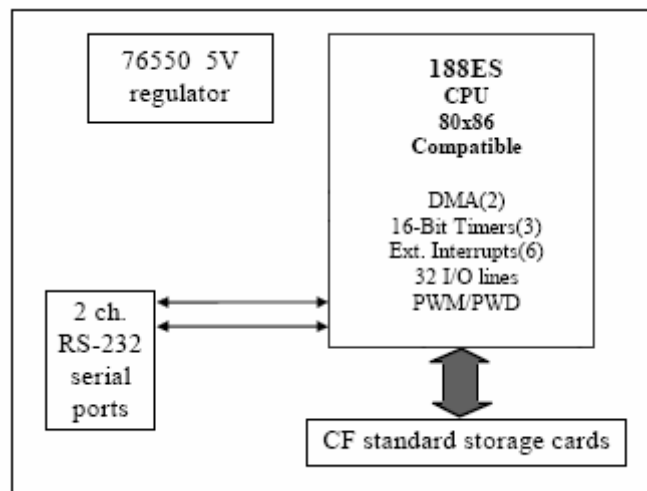 76550 5V
regulator
188ES
CPU
80x86
Compatible
DMA(2)
16-Bit Timers(3)
Ext. Interrupts(6)
32 I/O lines
PWM/PWD
2 ch.
RS-232
serial
ports
CF standard storage cards